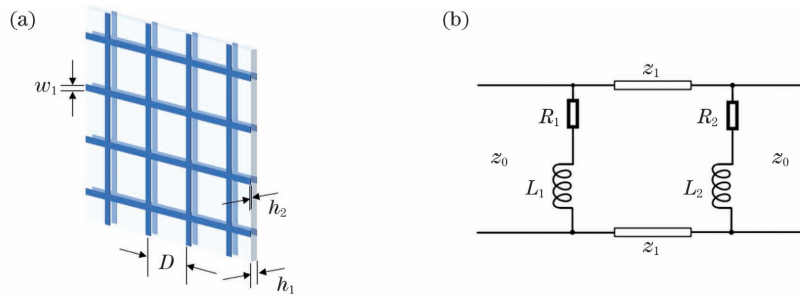 (a)
w₁
D
h₂
h₁
(b)
z₁
R₁
R₂
z₀
z₀
L₁
L₂
z₁